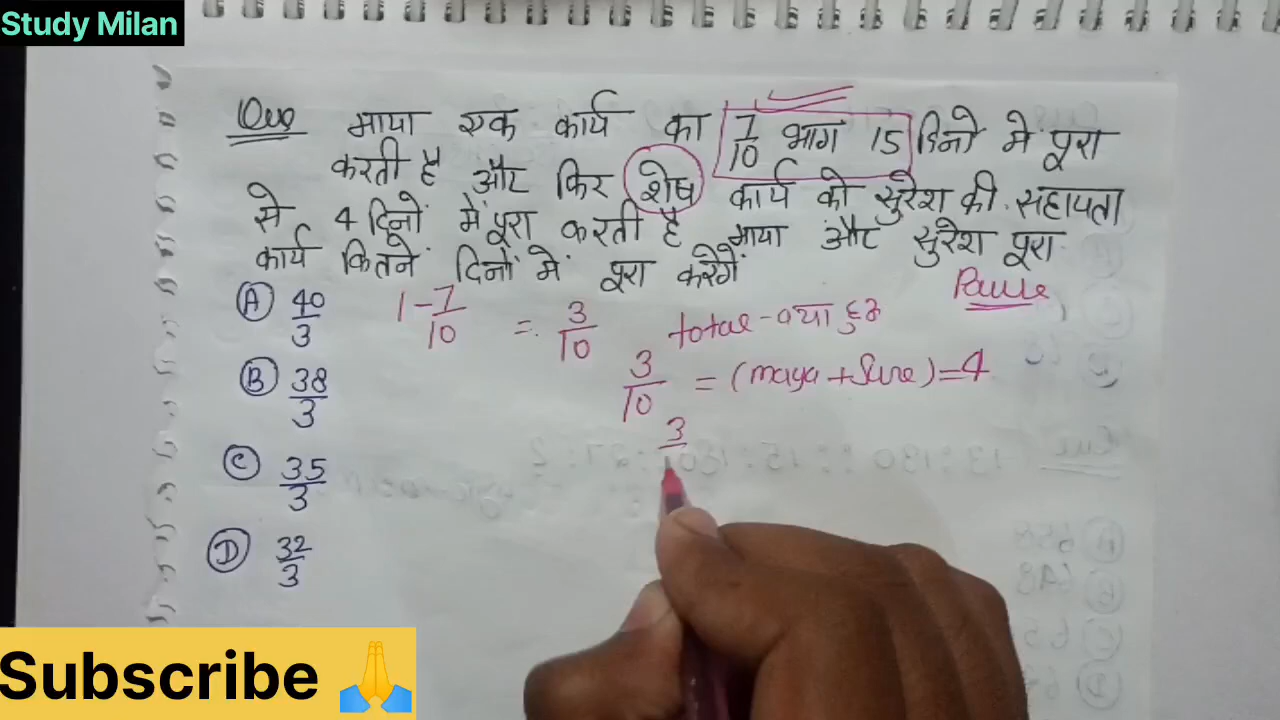 Study Milan
Que माया एक कार्य का 7/10 भाग 15 दिनो मे पूरा
करती है और फिर शेष कार्य को सुरेश की सहायता
से 4 दिनों में पूरा करती है माया और सुरेश पूरा
कार्य कितने दिनों में पूरा करेगें
Pause
(A) 40/3
1 - 7/10 = 3/10
total - क्या हुआ
3/10 = (maya + Sure) = 4
(B) 38/3
3
(C) 35/3
(D) 32/3
Subscribe 🙏